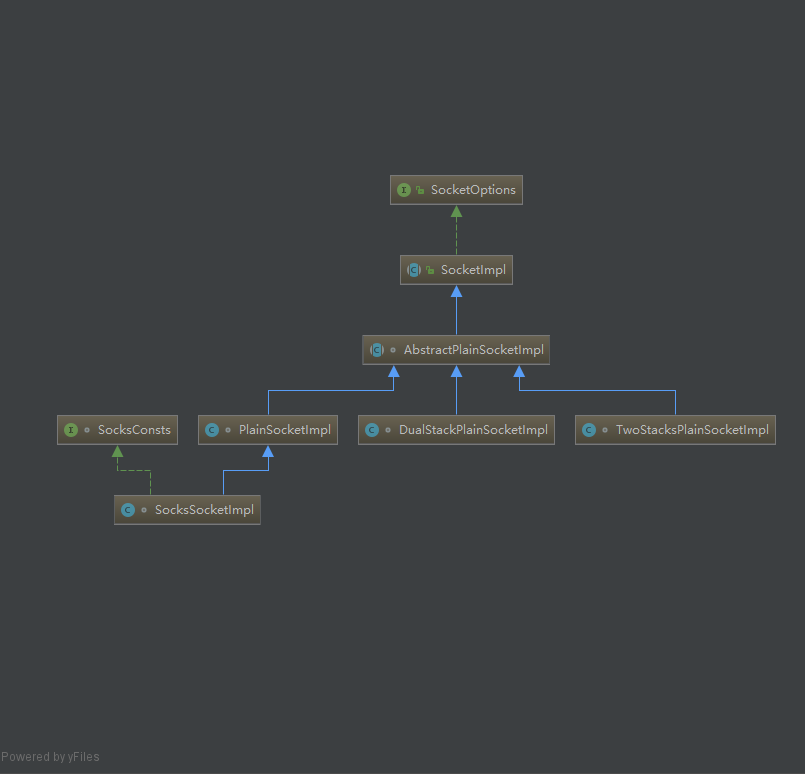 SocketOptions
SocketImpl
AbstractPlainSocketImpl
SocksConsts
PlainSocketImpl
DualStackPlainSocketImpl
TwoStacksPlainSocketImpl
SocksSocketImpl
Powered by yFiles